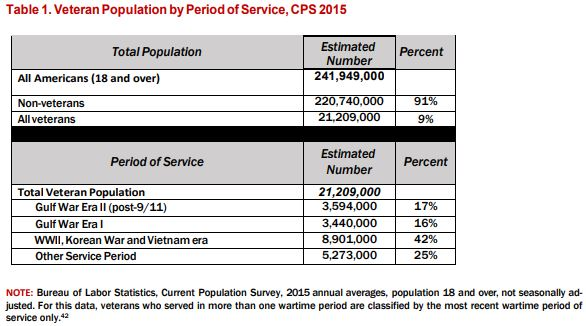 Table 1. Veteran Population by Period of Service, CPS 2015
Total Population Estimated Number Percent
All Americans (18 and over) 241,949,000
Non-veterans 220,740,000 91%
All veterans 21,209,000 9%
Period of Service Estimated Number Percent
Total Veteran Population 21,209,000
Gulf War Era II (post-9/11) 3,594,000 17%
Gulf War Era I 3,440,000 16%
WWII, Korean War and Vietnam era 8,901,000 42%
Other Service Period 5,273,000 25%
NOTE: Bureau of Labor Statistics, Current Population Survey, 2015 annual averages, population 18 and over, not seasonally ad-
justed. For this data, veterans who served in more than one wartime period are classified by the most recent wartime period of
service only.42